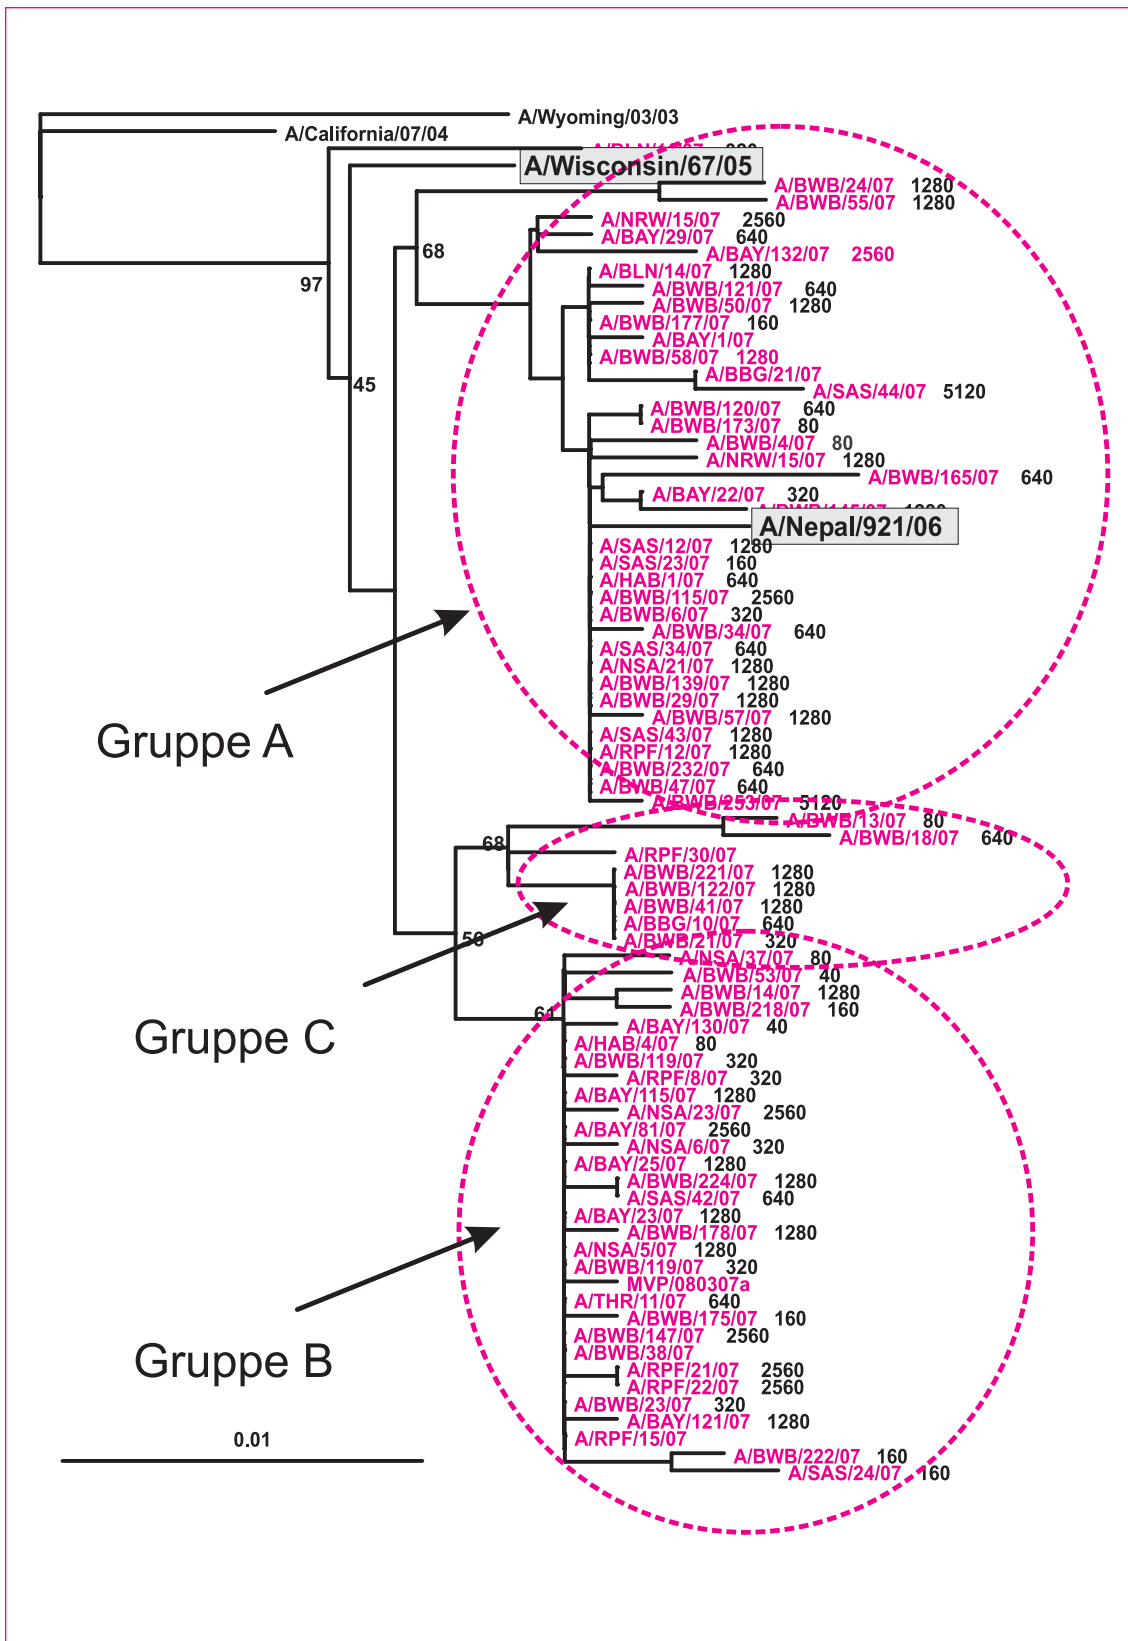 A/Wyoming/03/03
A/California/07/04
A/Wisconsin/67/05
A/BWB/24/07 1280
A/BWB/55/07 1280
A/NRW/15/07 2560
A/BAY/29/07 640
68
A/BAY/132/07 2560
A/BLN/14/07 1280
97
A/BWB/121/07 640
A/BWB/50/07 1280
A/BWB/177/07 160
A/BAY/1/07
A/BWB/58/07 1280
A/BBG/21/07
45
A/SAS/44/07 5120
A/BWB/120/07 640
A/BWB/173/07 80
A/BWB/4/07 80
A/NRW/15/07 1280
A/BWB/165/07 640
A/BAY/22/07 320
A/Nepal/921/06
A/SAS/12/07 1280
A/SAS/23/07 160
A/HAB/1/07 640
A/BWB/115/07 2560
A/BWB/6/07 320
A/BWB/34/07 640
A/SAS/34/07 640
A/NSA/21/07 1280
A/BWB/139/07 1280
A/BWB/29/07 1280
A/BWB/57/07 1280
A/SAS/43/07 1280
Gruppe A
A/RPF/12/07 1280
A/BWB/232/07 640
A/BWB/47/07 640
A/BWB/253/07 5120
A/BWB/13/07 80
A/BWB/18/07 640
68
A/RPF/30/07
A/BWB/221/07 1280
A/BWB/122/07 1280
A/BWB/41/07 1280
A/BBG/10/07 640
A/BWB/21/07 320
56
A/NSA/37/07 80
A/BWB/53/07 40
A/BWB/14/07 1280
A/BWB/218/07 160
61
A/BAY/130/07 40
Gruppe C
A/HAB/4/07 80
A/BWB/119/07 320
A/RPF/8/07 320
A/BAY/115/07 1280
A/NSA/23/07 2560
A/BAY/81/07 2560
A/NSA/6/07 320
A/BAY/25/07 1280
A/BWB/224/07 1280
A/SAS/42/07 640
A/BAY/23/07 1280
A/BWB/178/07 1280
A/NSA/5/07 1280
A/BWB/119/07 320
MVP/080307a
A/THR/11/07 640
A/BWB/175/07 160
A/BWB/147/07 2560
A/BWB/38/07
Gruppe B
A/RPF/21/07 2560
A/RPF/22/07 2560
A/BWB/23/07 320
A/BAY/121/07 1280
A/RPF/15/07
0.01
A/BWB/222/07 160
A/SAS/24/07 160